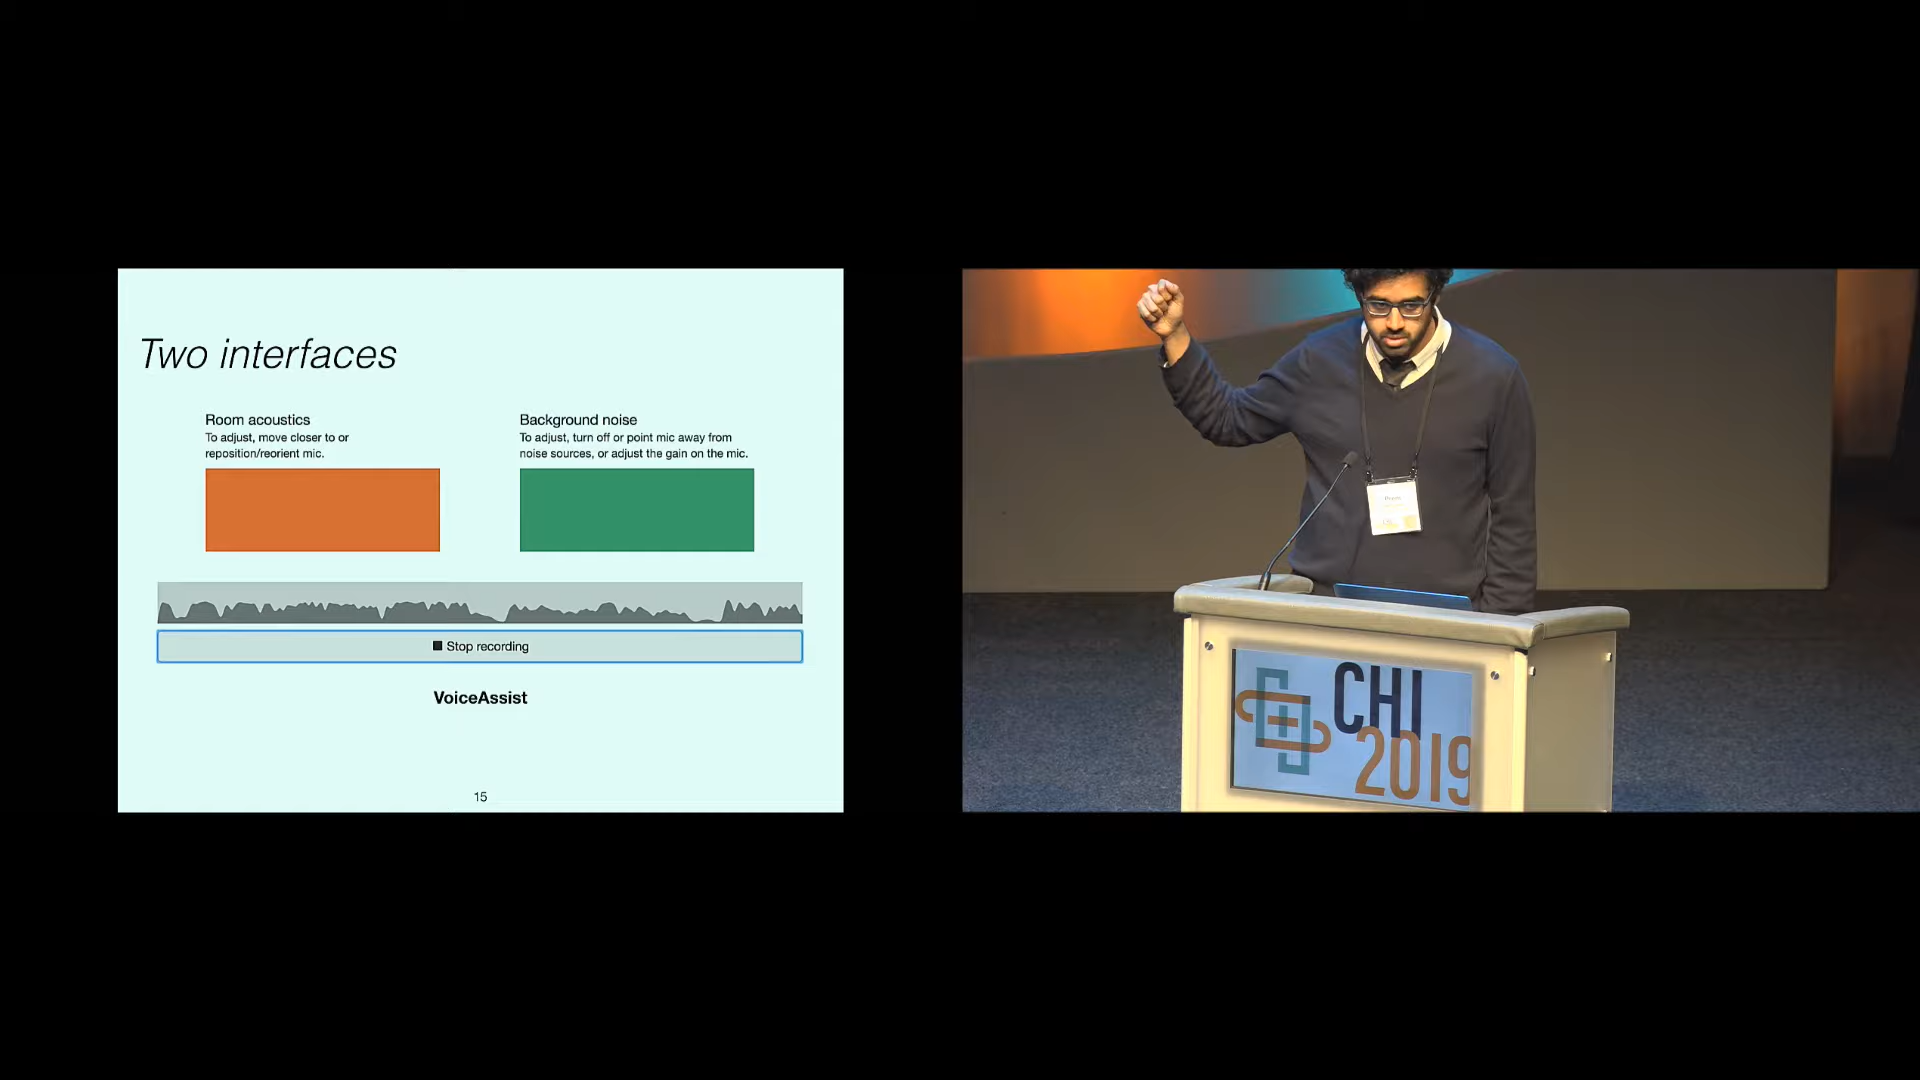 Two interfaces
Room acoustics
To adjust, move closer to or
reposition/reorient mic.
Background noise
To adjust, turn off or point mic away from
noise sources, or adjust the gain on the mic.
Stop recording
VoiceAssist
15
CHI
2019